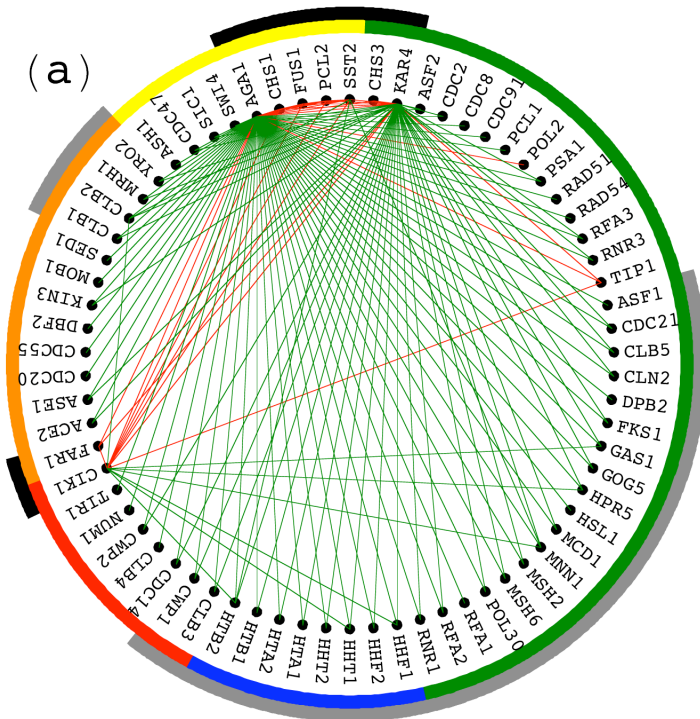 (a)
SST2
CHS3
KAR4
ASF2
CDC2
CDC8
CDC91
PCL1
POL2
PSA1
RAD51
RAD54
RFA3
RNR3
TIP1
ASF1
CDC21
CLB5
CLN2
DPB2
FKS1
GAS1
GOG5
HPR5
HSL1
MCD1
MNN1
MSH2
MSH6
POL30
RFA1
RFA2
RNR1
HHF1
HHF2
HHT1
HHT2
HTA1
HTA2
HTB1
HTB2
CLB3
CWP1
CDC14
CLB4
CWP2
NUM1
TIR1
CIK1
FAR1
ACE2
ASE1
CDC20
CDC55
DBF2
KIN3
MOB1
SED1
CLB1
CLB2
MRH1
YRO2
ASH1
CDC47
SIC1
SWI4
AGA1
CHS1
FUS1
PCL2